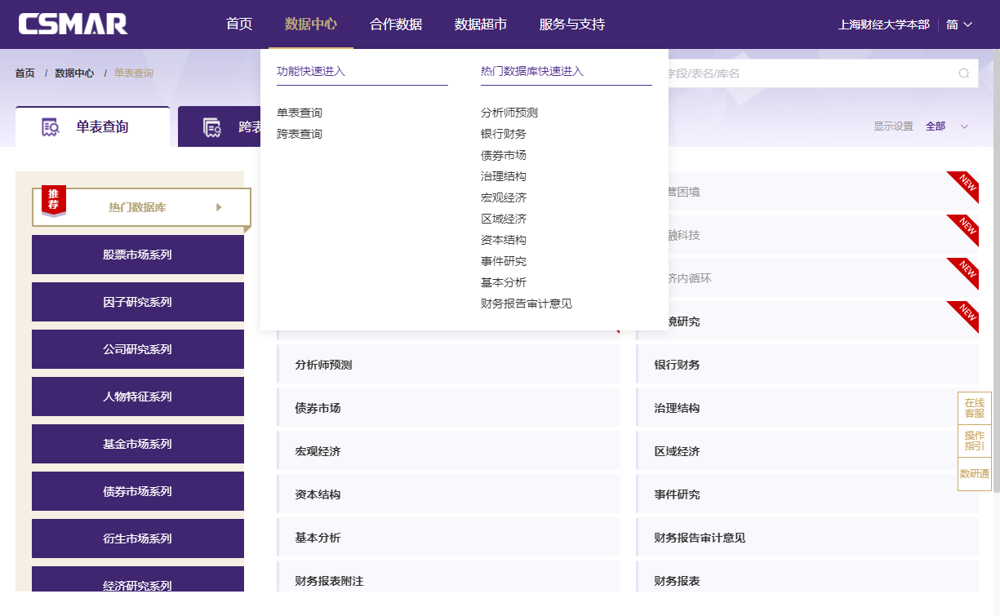 CSMAR
首页
数据中心
合作数据
数据超市
服务与支持
上海财经大学本部
简
首页 / 数据中心 / 单表查询
字段/表名/库名
单表查询
跨表
显示设置
全部
功能快速进入
单表查询
跨表查询
热门数据库快速进入
分析师预测
银行财务
债券市场
治理结构
宏观经济
区域经济
资本结构
事件研究
基本分析
财务报告审计意见
推荐
热门数据库
股票市场系列
因子研究系列
公司研究系列
人物特征系列
基金市场系列
债券市场系列
衍生市场系列
经济研究系列
营困境
NEW
融科技
NEW
济内循环
NEW
境研究
NEW
分析师预测
银行财务
债券市场
治理结构
宏观经济
区域经济
资本结构
事件研究
基本分析
财务报告审计意见
财务报表附注
财务报表
在线
客服
操作
指引
数研通